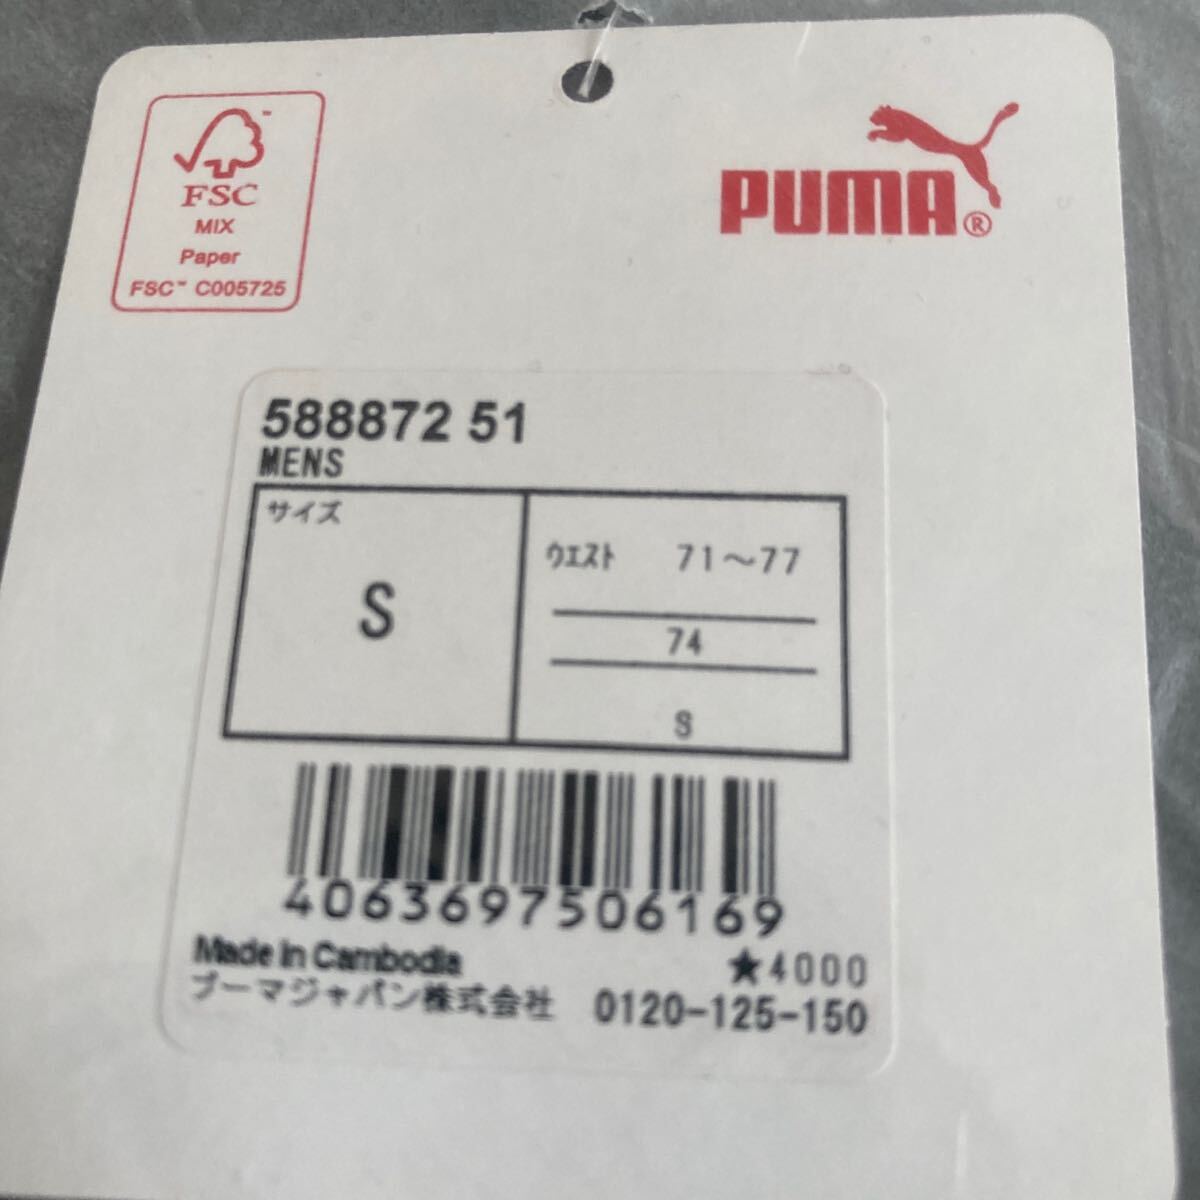 FSC
MIX
Paper
FSC™ C005725
PUMA®
588872 51
MENS
サイズ
S
ウエスト 71〜77
74
S
4063697506169
Made in Cambodia
★4000
プーマジャパン株式会社 0120-125-150